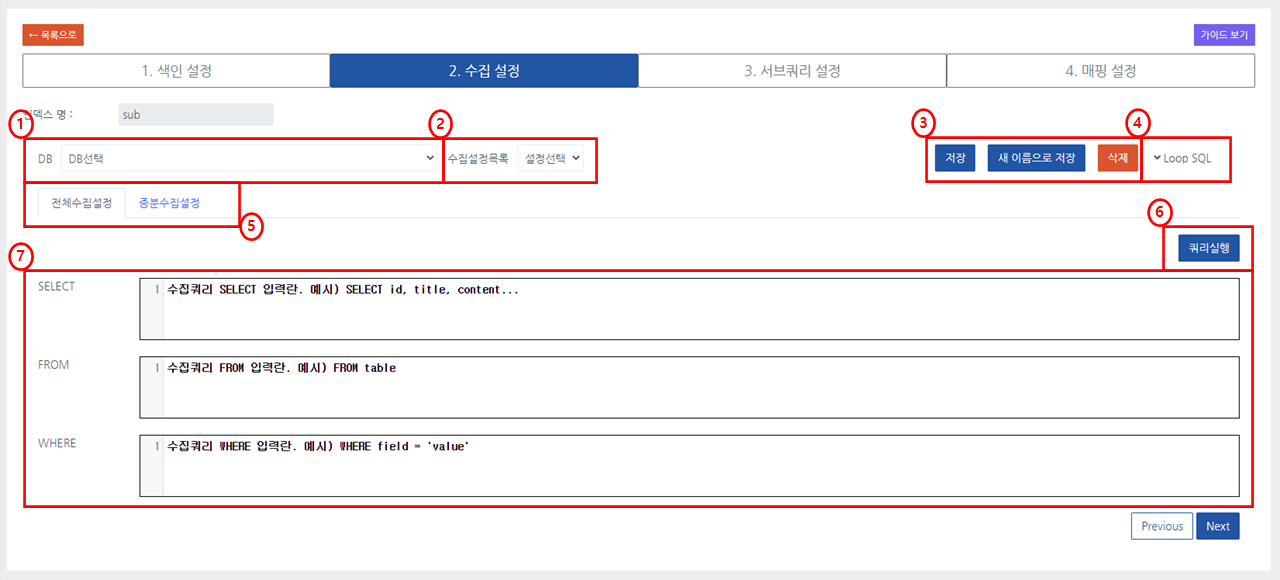 ← 목록으로
가이드 보기
1. 색인 설정
2. 수집 설정
3. 서브쿼리 설정
4. 매핑 설정
덱스 명 :
sub
1
2
3
4
DB
DB선택
수집설정목록
설정선택
저장
새 이름으로 저장
삭제
Loop SQL
전체수집설정
증분수집설정
5
6
7
쿼리실행
SELECT
1 수집쿼리 SELECT 입력란. 예시) SELECT id, title, content...
FROM
1 수집쿼리 FROM 입력란. 예시) FROM table
WHERE
1 수집쿼리 WHERE 입력란. 예시) WHERE field = 'value'
Previous
Next